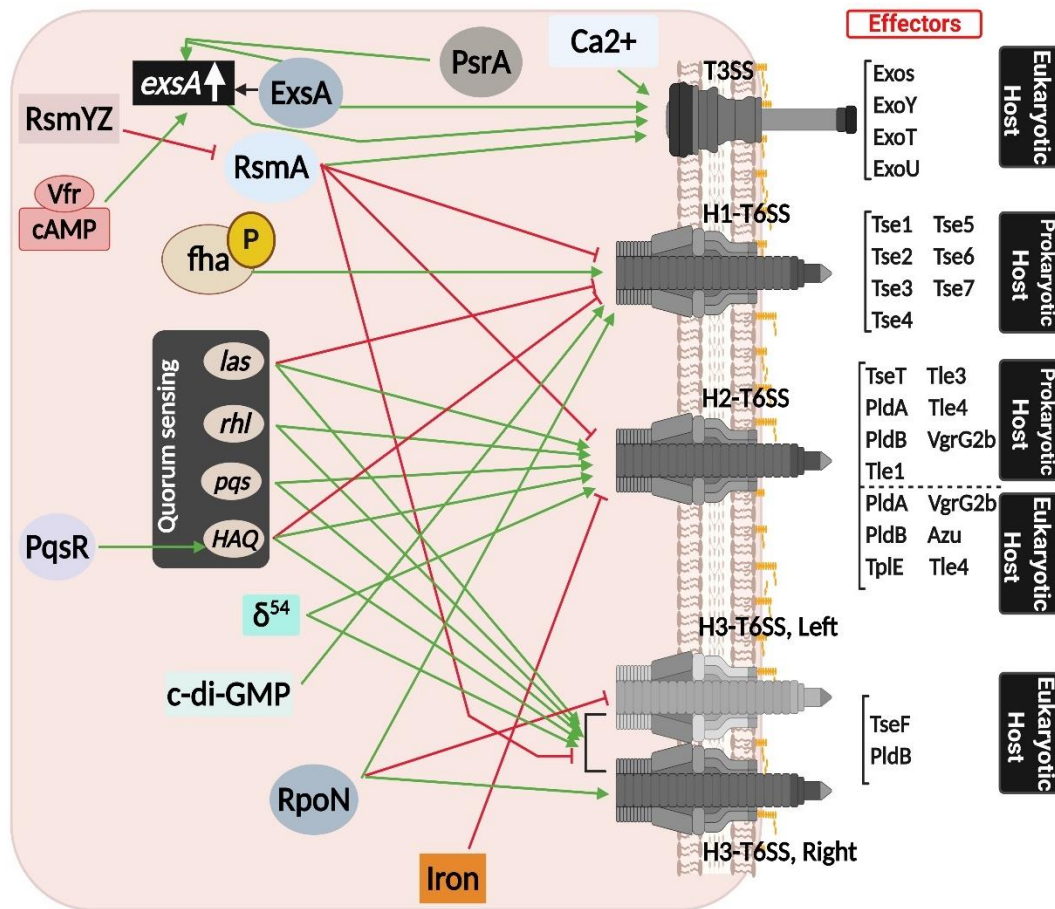 Effectors
Ca2+
PsrA
T3SS
exsA
ExsA
RsmYZ
RsmA
Vfr
cAMP
Exos
ExoY
ExoT
ExoU
Eukaryotic
Host
H1-T6SS
P
fha
Tse1 Tse5
Tse2 Tse6
Tse3 Tse7
Tse4
Prokaryotic
Host
Quorum sensing
las
rhl
pqs
HAQ
PqsR
H2-T6SS
TseT Tle3
PldA Tle4
PldB VgrG2b
Tle1
Prokaryotic
Host
PldA VgrG2b
PldB Azu
TplE Tle4
Eukaryotic
Host
δ54
c-di-GMP
H3-T6SS, Left
RpoN
TseF
PldB
Eukaryotic
Host
Iron
H3-T6SS, Right